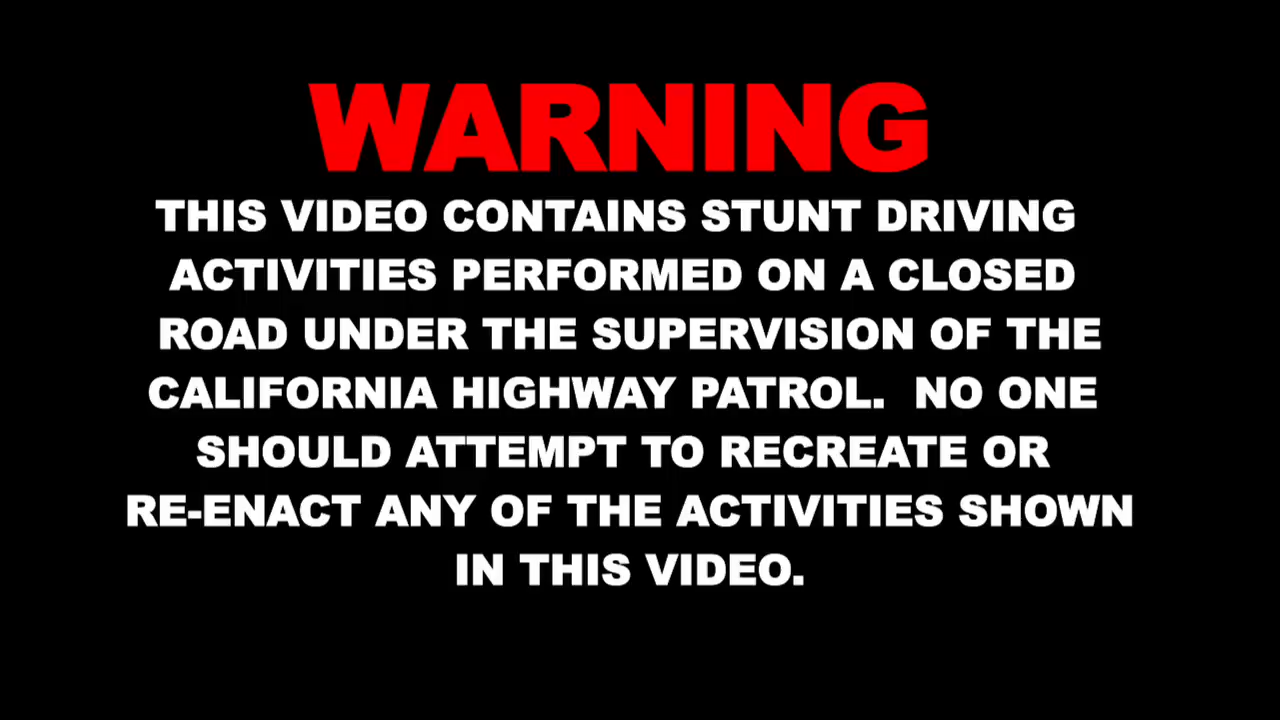 WARNING
THIS VIDEO CONTAINS STUNT DRIVING
ACTIVITIES PERFORMED ON A CLOSED
ROAD UNDER THE SUPERVISION OF THE
CALIFORNIA HIGHWAY PATROL.  NO ONE
SHOULD ATTEMPT TO RECREATE OR
RE-ENACT ANY OF THE ACTIVITIES SHOWN
IN THIS VIDEO.